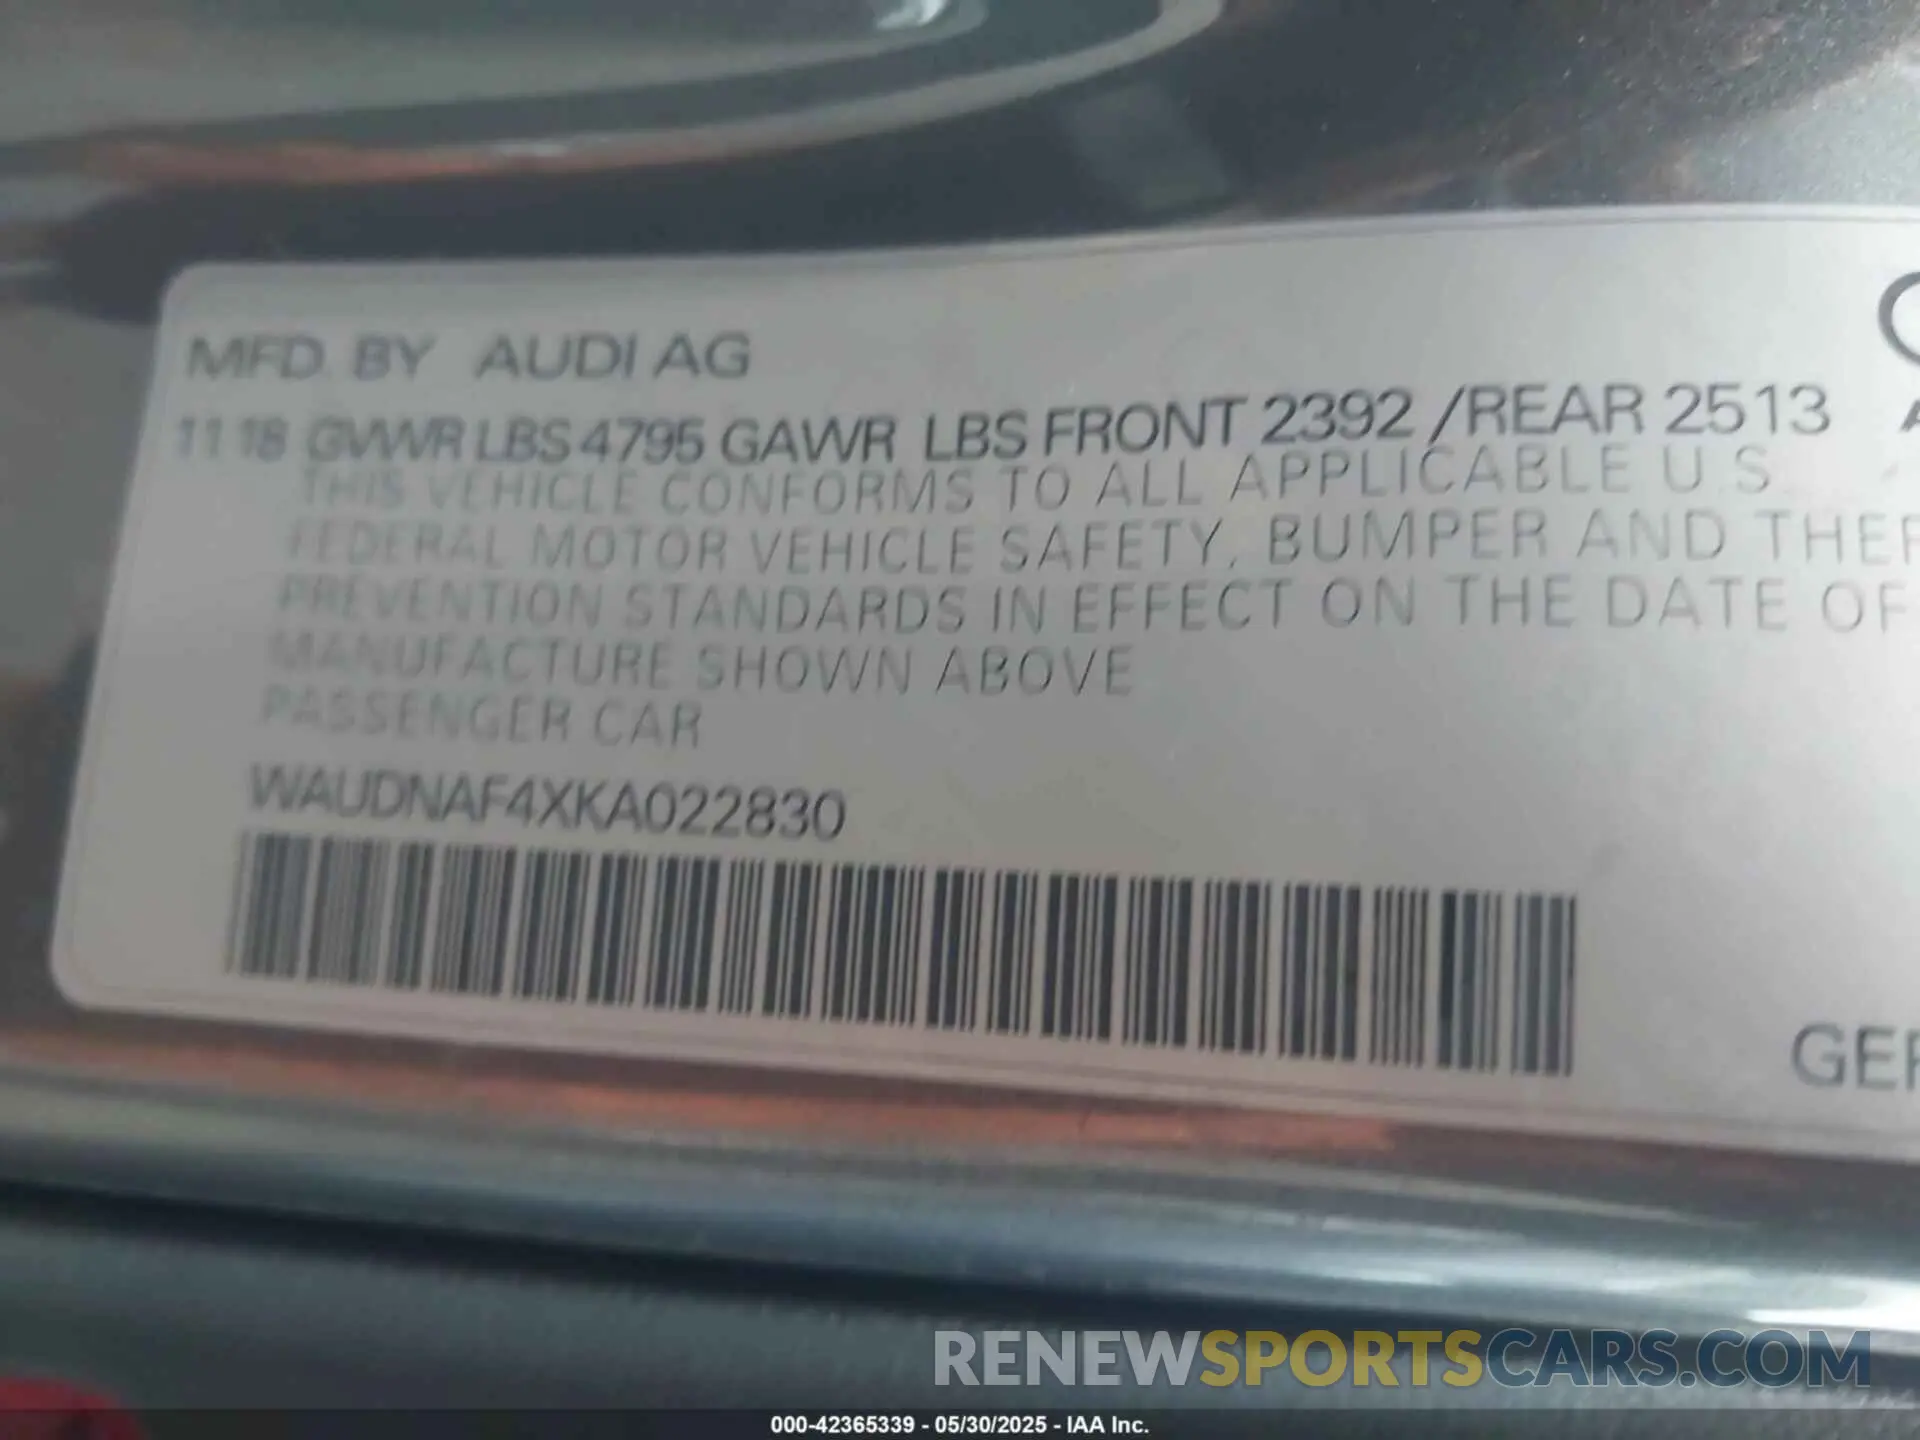 MFD. BY AUDI AG
11 18 GVWR LBS 4795 GAWR LBS FRONT 2392 /REAR 2513
THIS VEHICLE CONFORMS TO ALL APPLICABLE U.S
FEDERAL MOTOR VEHICLE SAFETY, BUMPER AND THEF
PREVENTION STANDARDS IN EFFECT ON THE DATE OF
MANUFACTURE SHOWN ABOVE
PASSENGER CAR
WAUDNAF4XKA022830
GER
RENEWSPORTSCARS.COM
000-42365339 - 05/30/2025 - IAA Inc.